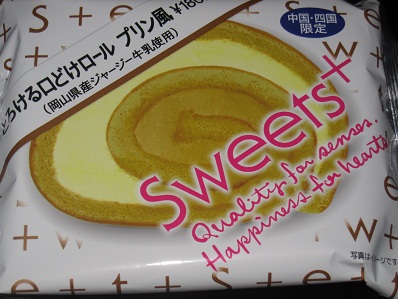 中国・四国
限定
とろける口どけロール プリン風 ¥180
(岡山県産ジャージー牛乳使用)
Sweets+
Quality for senses.
Happiness for hearts.
写真はイメージです